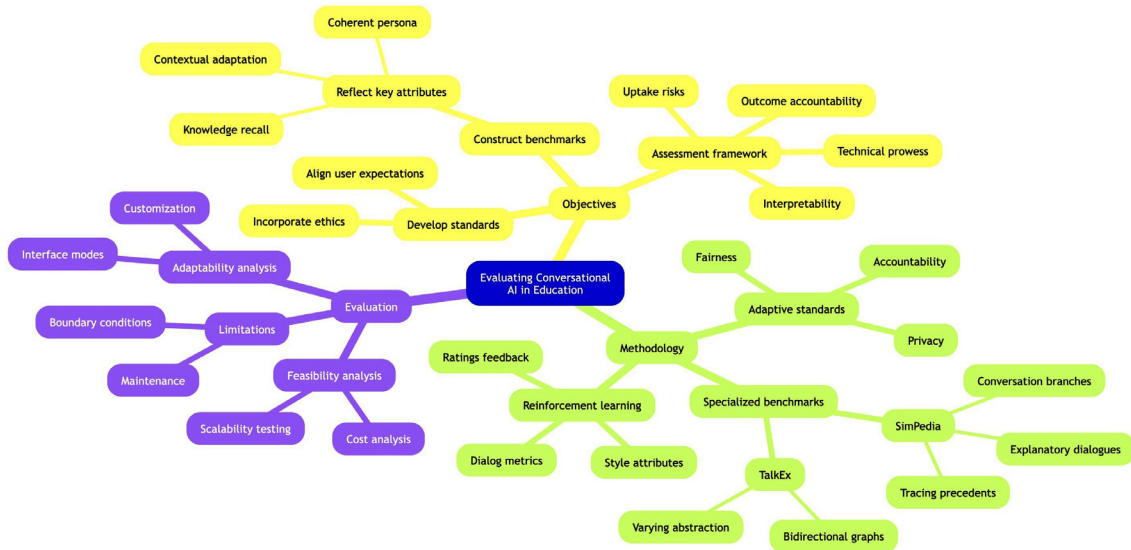 Coherent persona
Contextual adaptation
Reflect key attributes
Knowledge recall
Construct benchmarks
Uptake risks
Outcome accountability
Assessment framework
Technical prowess
Interpretability
Align user expectations
Incorporate ethics
Develop standards
Objectives
Customization
Interface modes
Adaptability analysis
Evaluating Conversational
AI in Education
Evaluation
Boundary conditions
Limitations
Maintenance
Feasibility analysis
Scalability testing
Cost analysis
Fairness
Accountability
Adaptive standards
Privacy
Methodology
Ratings feedback
Reinforcement learning
Dialog metrics
Style attributes
Specialized benchmarks
Conversation branches
SimPedia
Explanatory dialogues
Tracing precedents
TalkEx
Varying abstraction
Bidirectional graphs